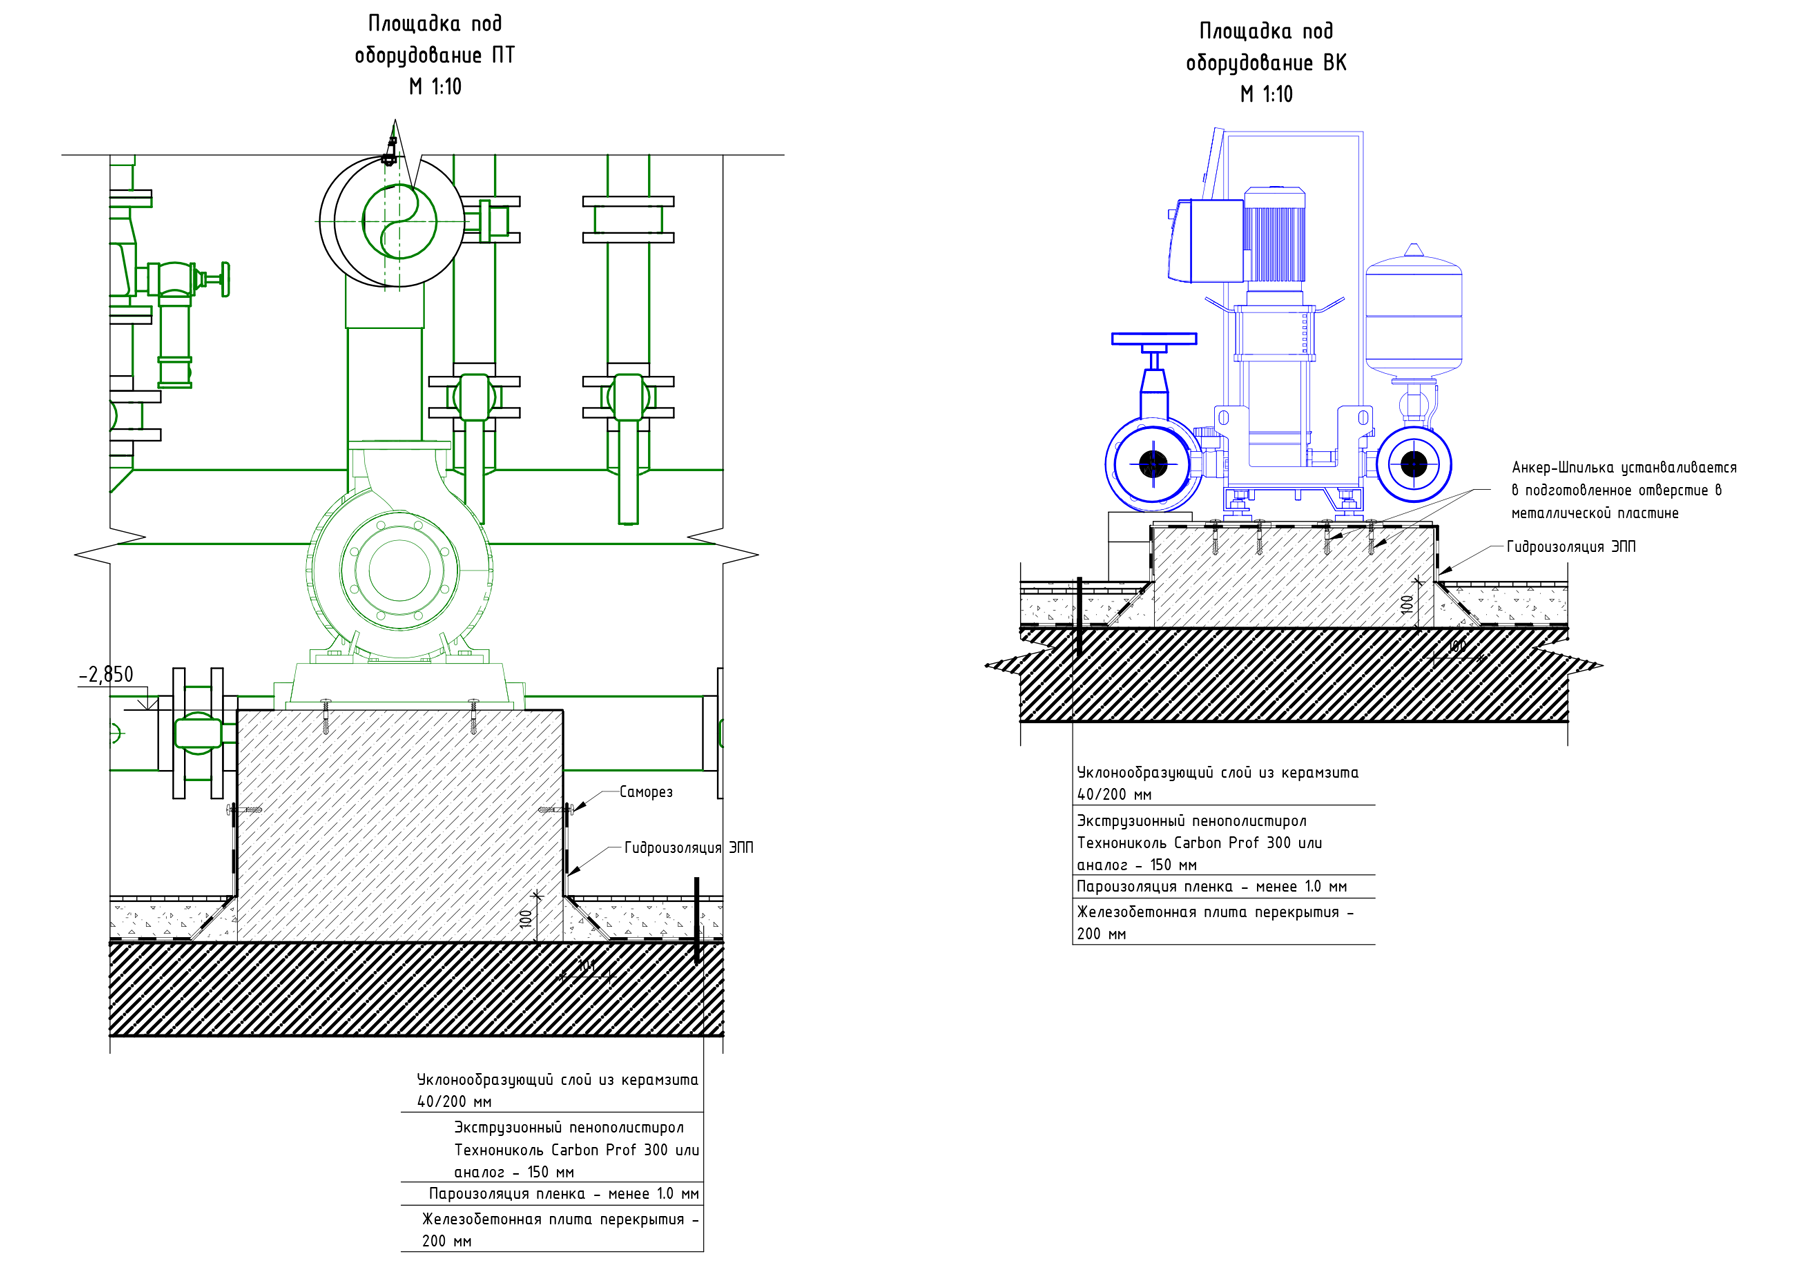 Площадка под
оборудование ПТ
М 1:10
-2,850
Саморез
Гидроизоляция ЭПП
100
101
Уклонообразующий слой из керамзита
40/200 мм
Экструзионный пенополистирол
Технониколь Carbon Prof 300 или
аналог - 150 мм
Пароизоляция пленка - менее 1.0 мм
Железобетонная плита перекрытия -
200 мм
Площадка под
оборудование ВК
М 1:10
Анкер-Шпилька устанваливается
в подготовленное отверстие в
металлической пластине
Гидроизоляция ЭПП
100
100
Уклонообразующий слой из керамзита
40/200 мм
Экструзионный пенополистирол
Технониколь Carbon Prof 300 или
аналог - 150 мм
Пароизоляция пленка - менее 1.0 мм
Железобетонная плита перекрытия -
200 мм